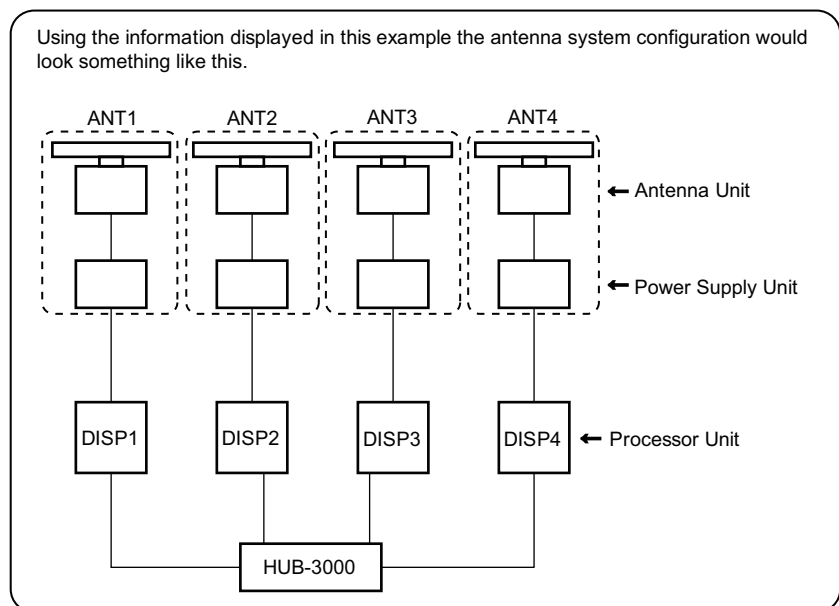 Using the information displayed in this example the antenna system configuration would
look something like this.
ANT1 ANT2 ANT3 ANT4
Antenna Unit
Power Supply Unit
DISP1 DISP2 DISP3 DISP4 Processor Unit
HUB-3000